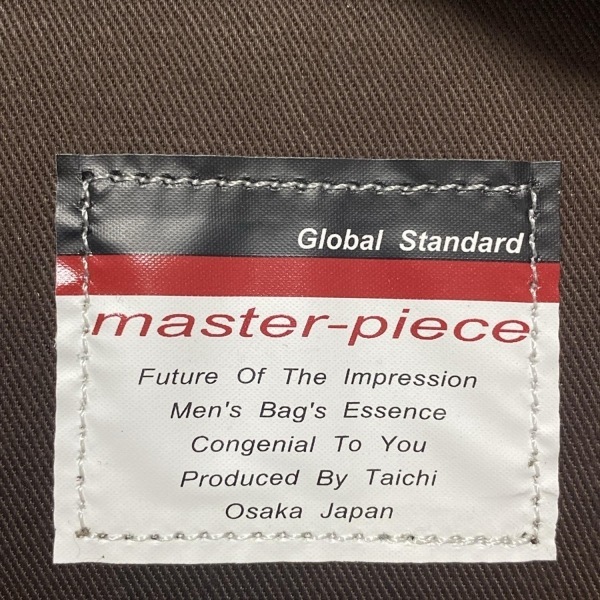 Global Standard
master-piece
Future Of The Impression
Men's Bag's Essence
Congenial To You
Produced By Taichi
Osaka Japan